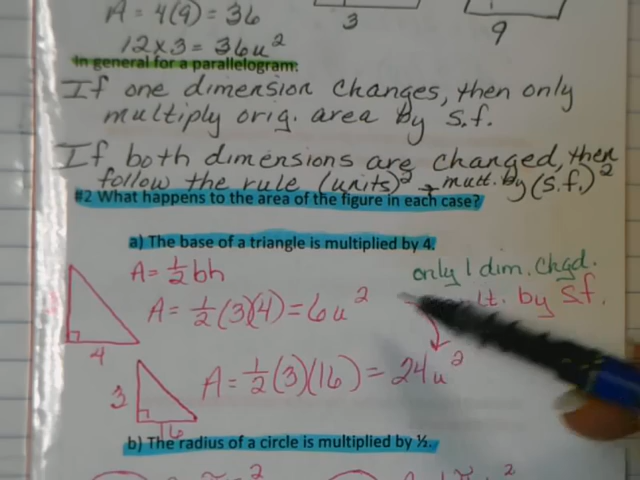 A = 4(9) = 36
3
12 x 3 = 36u²
9
In general for a parallelogram:
If one dimension changes, then only
multiply orig. area by s.f.
If both dimensions are changed, then
follow the rule (units)² → mult. by (s.f.)²
#2 What happens to the area of the figure in each case?
a) The base of a triangle is multiplied by 4.
A = ½bh
only 1 dim. chgd.
A = ½(3)(4) = 6u²
by sf.
4
3
A = ½(3)(16) = 24u²
16
b) The radius of a circle is multiplied by ½.